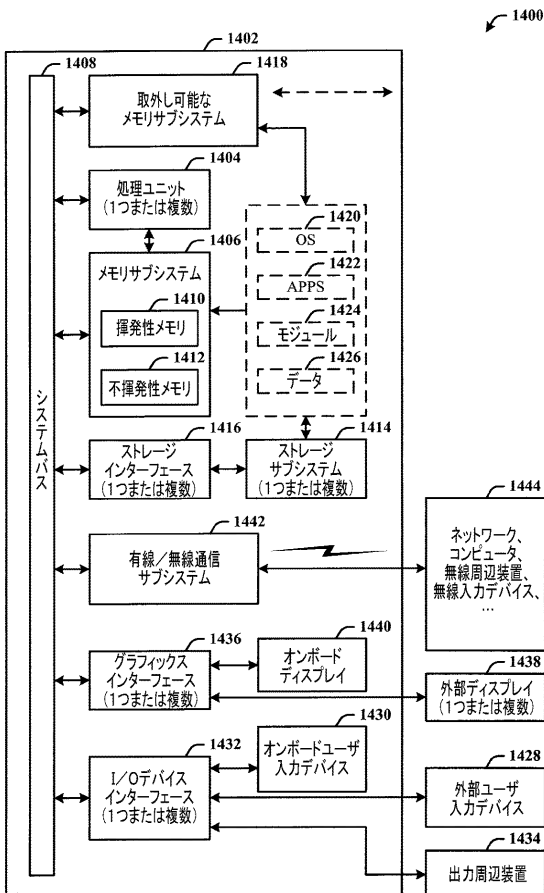 1400
1402
1408
1418
取外し可能な
メモリサブシステム
1404
処理ユニット
(1つまたは複数)
1406
メモリサブシステム
1410
揮発性メモリ
1412
不揮発性メモリ
1420
OS
1422
APPS
1424
モジュール
1426
データ
システムバス
1416
ストレージ
インターフェース
(1つまたは複数)
1414
ストレージ
サブシステム
(1つまたは複数)
1442
有線/無線通信
サブシステム
1444
ネットワーク、
コンピュータ、
無線周辺装置、
無線入力デバイス、
…
1436
グラフィックス
インターフェース
(1つまたは複数)
1440
オンボード
ディスプレイ
1438
外部ディスプレイ
(1つまたは複数)
1432
I/Oデバイス
インターフェース
(1つまたは複数)
1430
オンボードユーザ
入力デバイス
1428
外部ユーザ
入力デバイス
1434
出力周辺装置